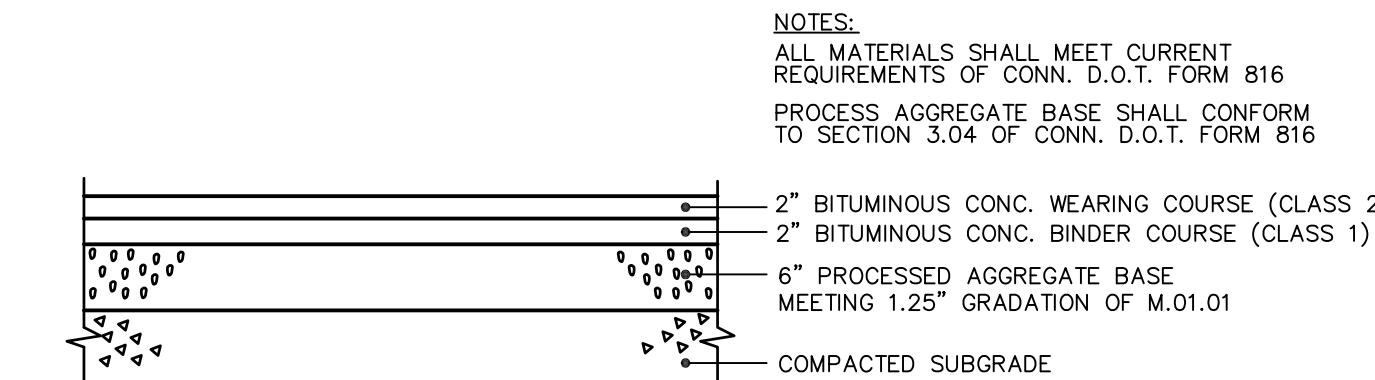 NOTES:
ALL MATERIALS SHALL MEET CURRENT
REQUIREMENTS OF CONN. D.O.T. FORM 816
PROCESS AGGREGATE BASE SHALL CONFORM
TO SECTION 3.04 OF CONN. D.O.T. FORM 816
2" BITUMINOUS CONC. WEARING COURSE (CLASS 2
2" BITUMINOUS CONC. BINDER COURSE (CLASS 1)
6" PROCESSED AGGREGATE BASE
MEETING 1.25" GRADATION OF M.01.01
COMPACTED SUBGRADE